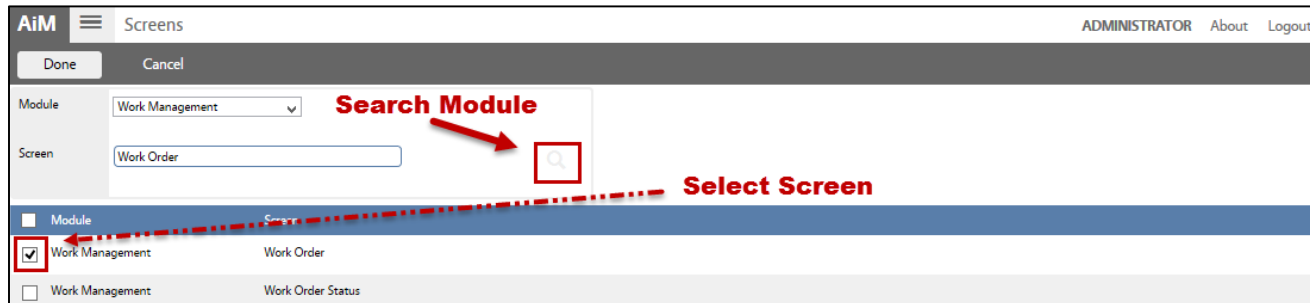 AiM Screens ADMINISTRATOR About Logout
Done Cancel
Module Work Management Search Module
Screen Work Order
Select Screen
Module Screen
Work Management Work Order
Work Management Work Order Status